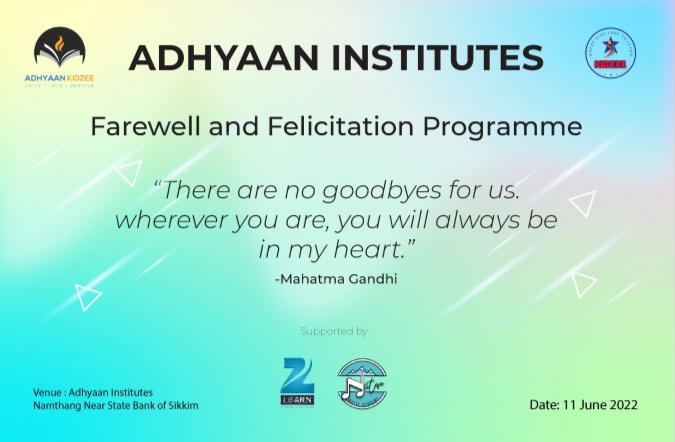 ADHYAAN INSTITUTES
ADHYAAN KIDZEE
KIDZEE
Farewell and Felicitation Programme
“There are no goodbyes for us.
wherever you are, you will always be
in my heart.”
-Mahatma Gandhi
Supported by :
Z
LEARN
Venue : Adhyaan Institutes
Namthang Near State Bank of Sikkim
Date: 11 June 2022